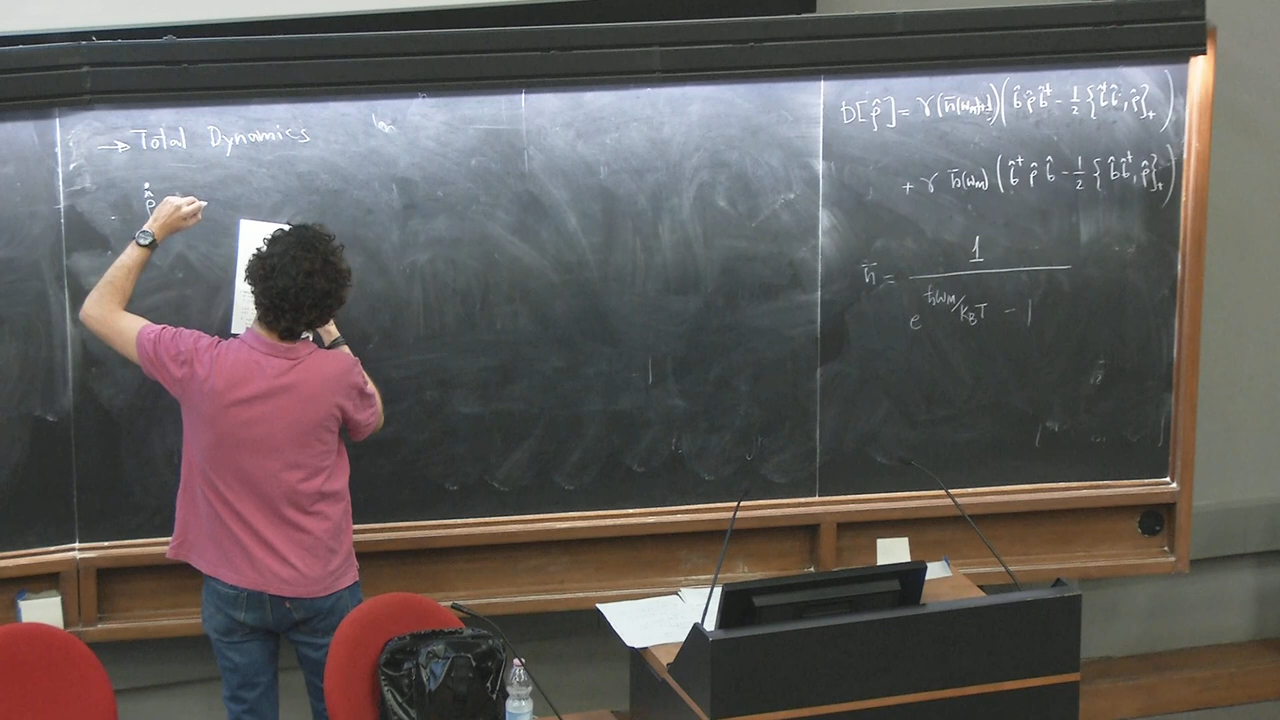 → Total Dynamics
ρ̂
D[ρ̂] = γ(n̄(ω_M)+1)(b̂ρ̂b̂† - 1/2{b̂†b̂,ρ̂}₊)
+ γ n̄(ω_M)(b̂†ρ̂b̂ - 1/2{b̂b̂†,ρ̂}₊)
n̄ = 1/(e^{ħω_M/K_BT} - 1)